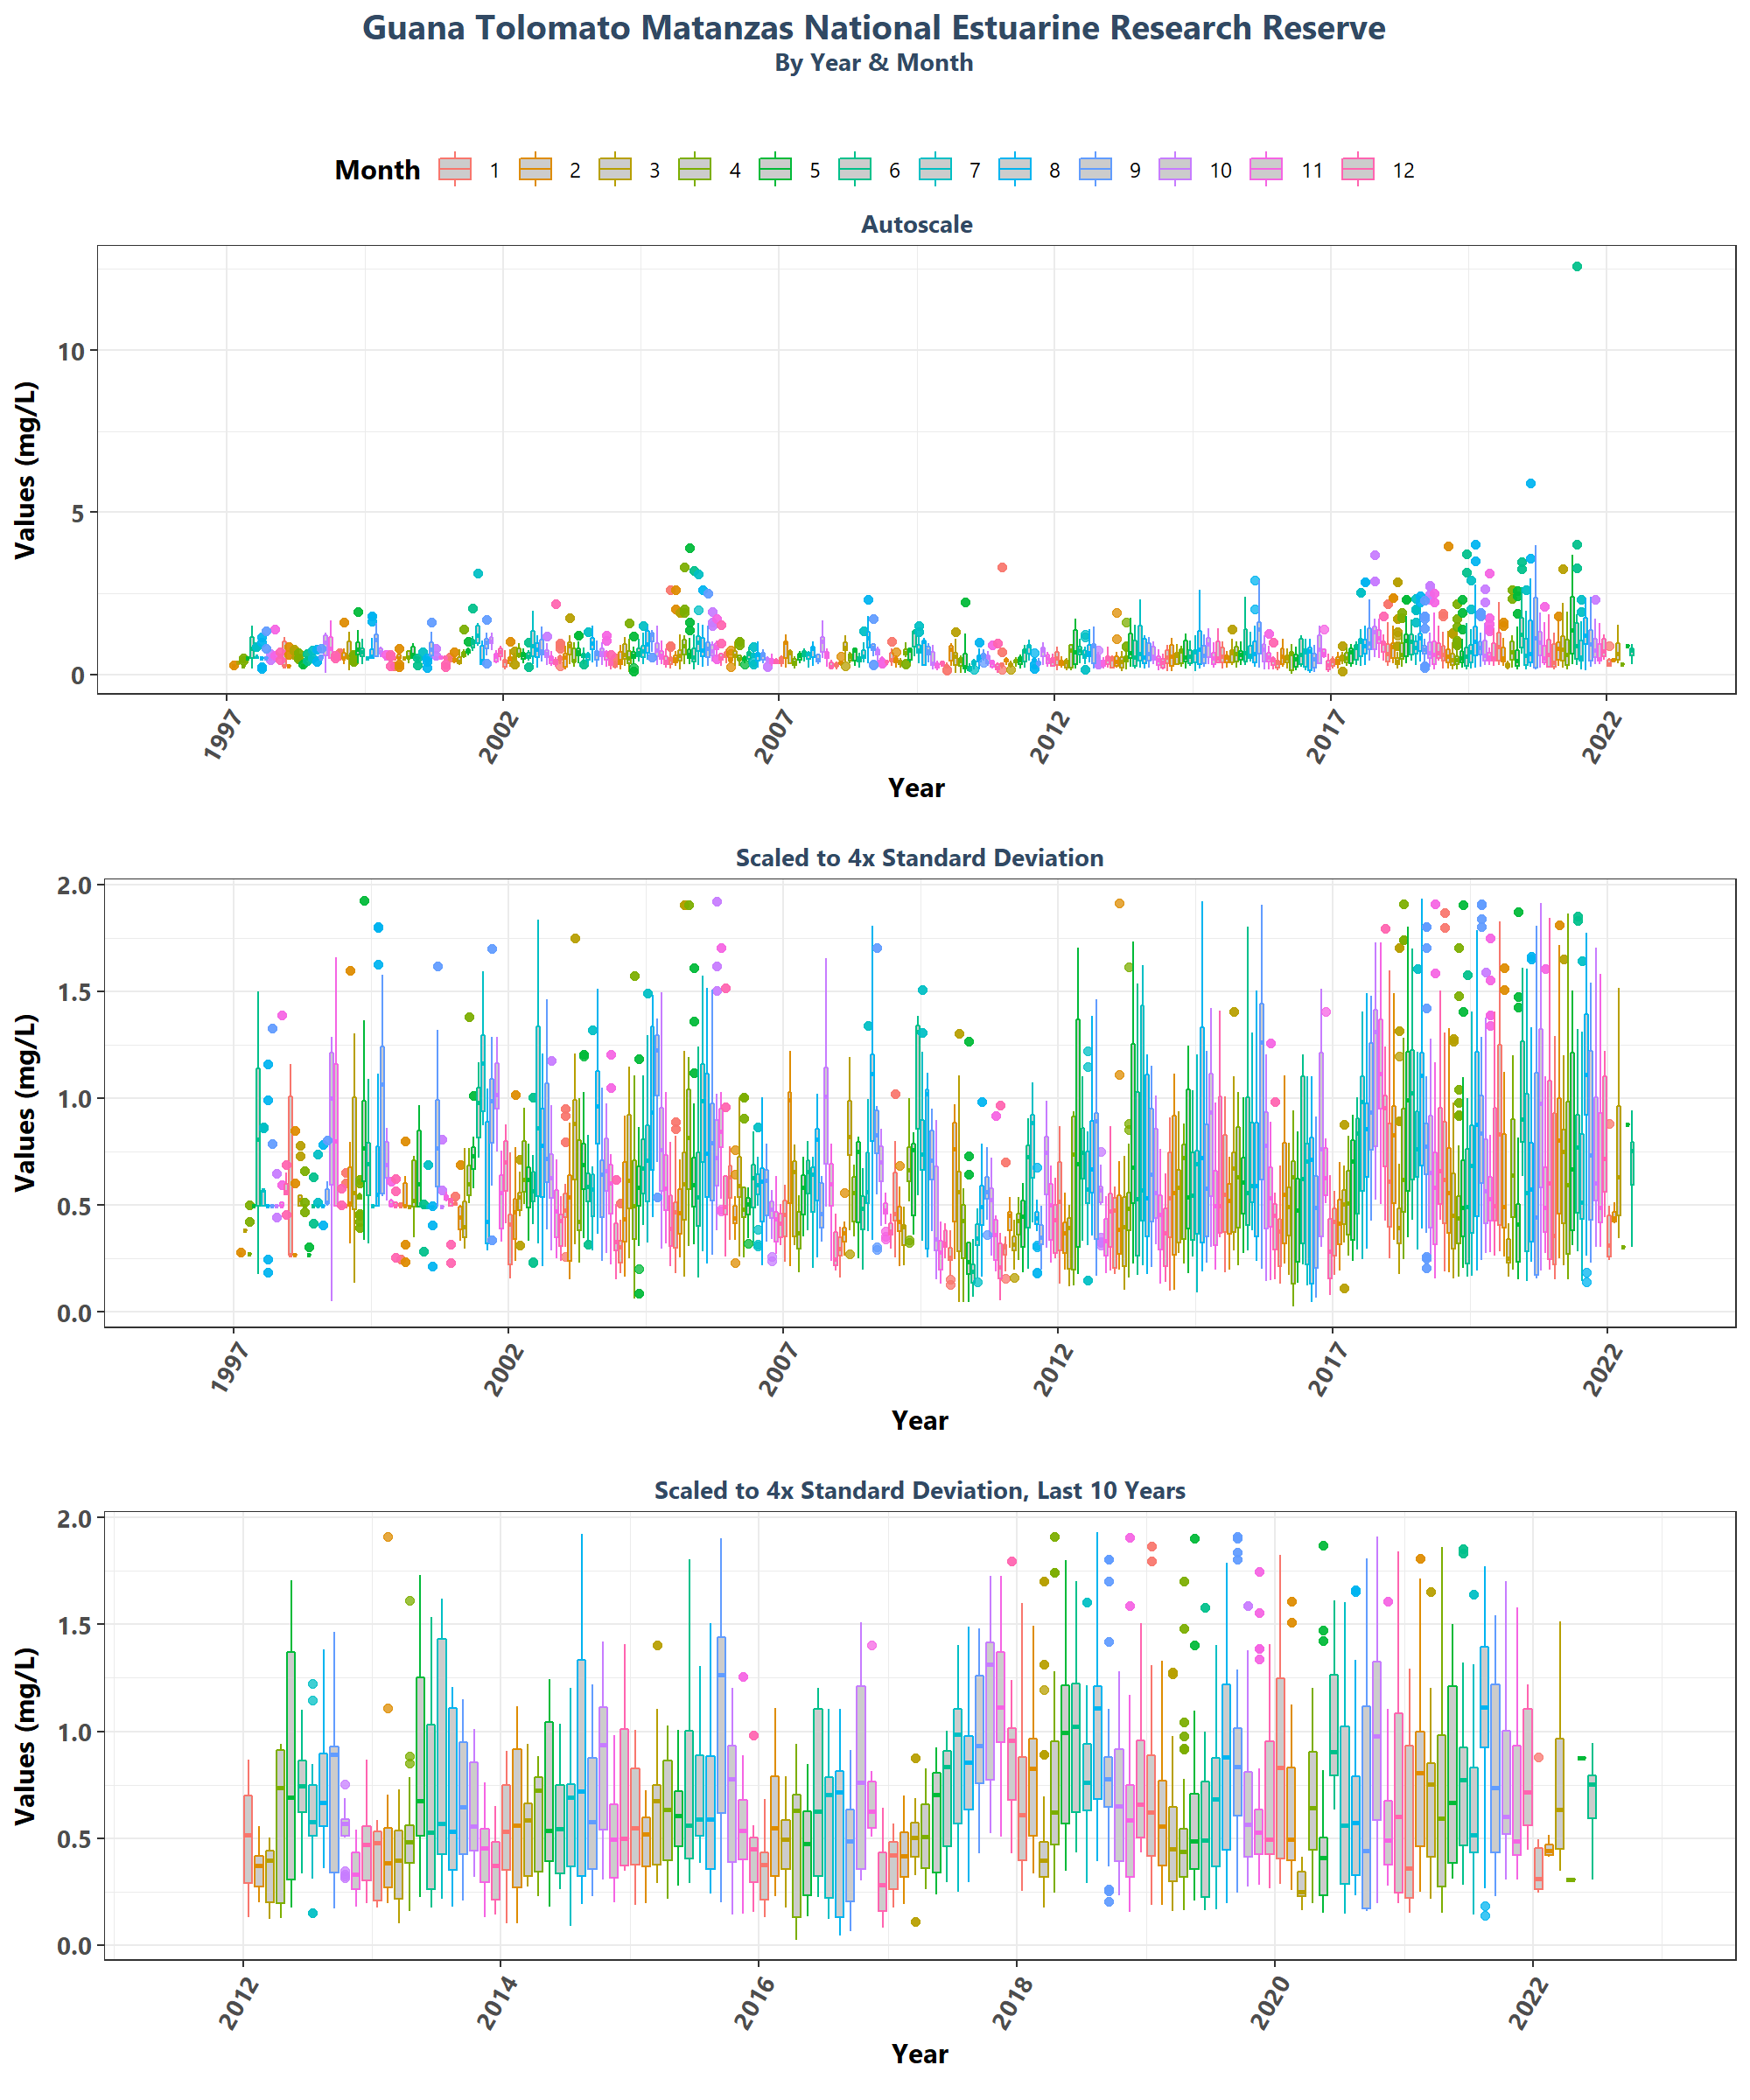 Guana Tolomato Matanzas National Estuarine Research Reserve
By Year & Month
Month 1 2 3 4 5 6 7 8 9 10 11 12
Autoscale
Values (mg/L)
10
5
0
1997 2002 2007 2012 2017 2022
Year
Scaled to 4x Standard Deviation
Values (mg/L)
2.0
1.5
1.0
0.5
0.0
1997 2002 2007 2012 2017 2022
Year
Scaled to 4x Standard Deviation, Last 10 Years
Values (mg/L)
2.0
1.5
1.0
0.5
0.0
2012 2014 2016 2018 2020 2022
Year